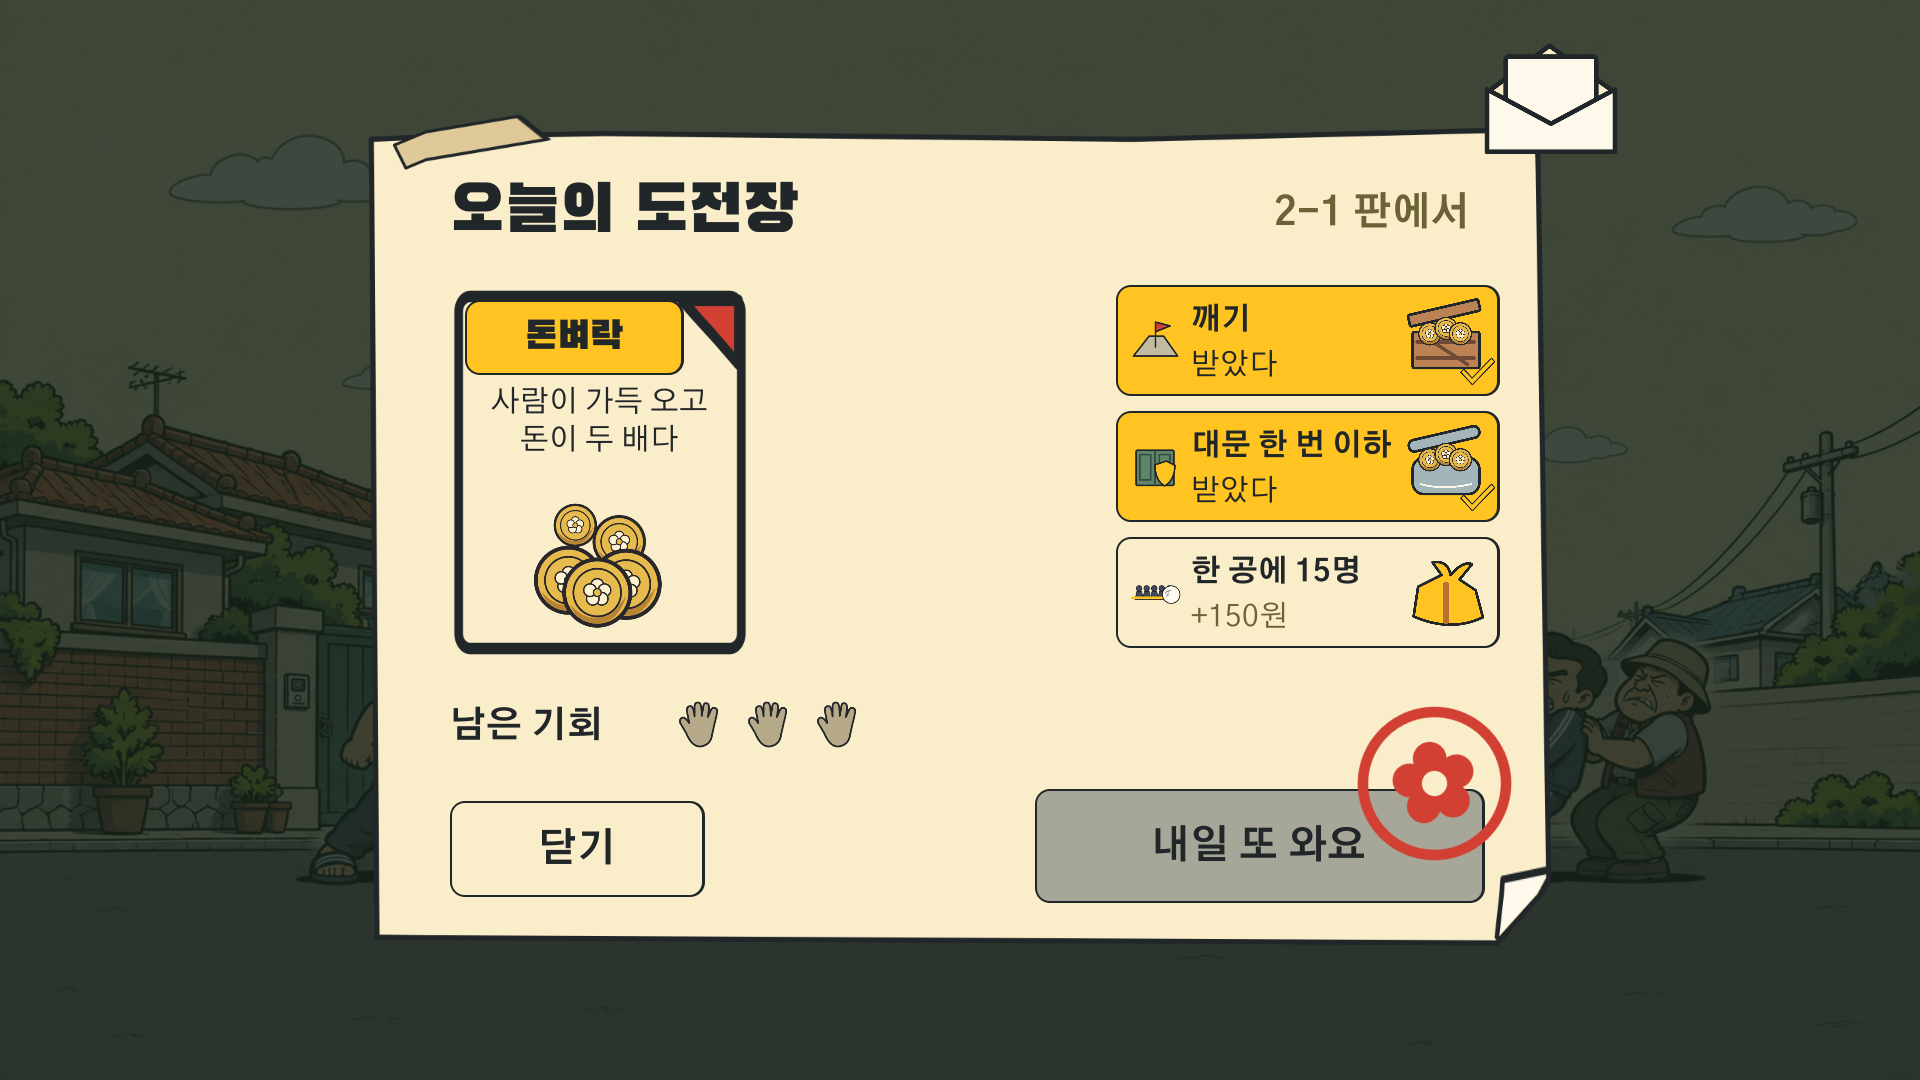 오늘의 도전장
2-1 판에서
돈벼락
사람이 가득 오고
돈이 두 배다
깨기
받았다
대문 한 번 이하
받았다
한 공에 15명
+150원
남은 기회
닫기
내일 또 와요